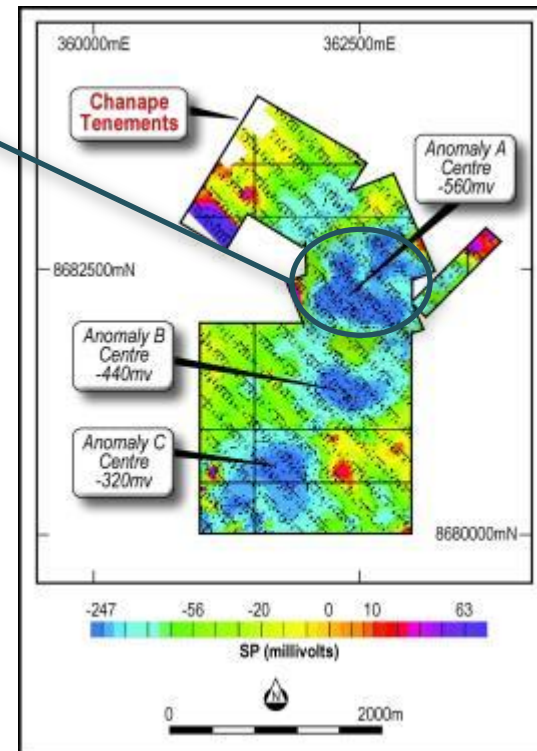 360000mE
362500mE
Chanape
Tenements
Anomaly A
Centre
-560mv
8682500mN
Anomaly B
Centre
-440mv
Anomaly C
Centre
-320mv
8680000mN
-247 -56 -20 0 10 63
SP (millivolts)
N
0 2000m